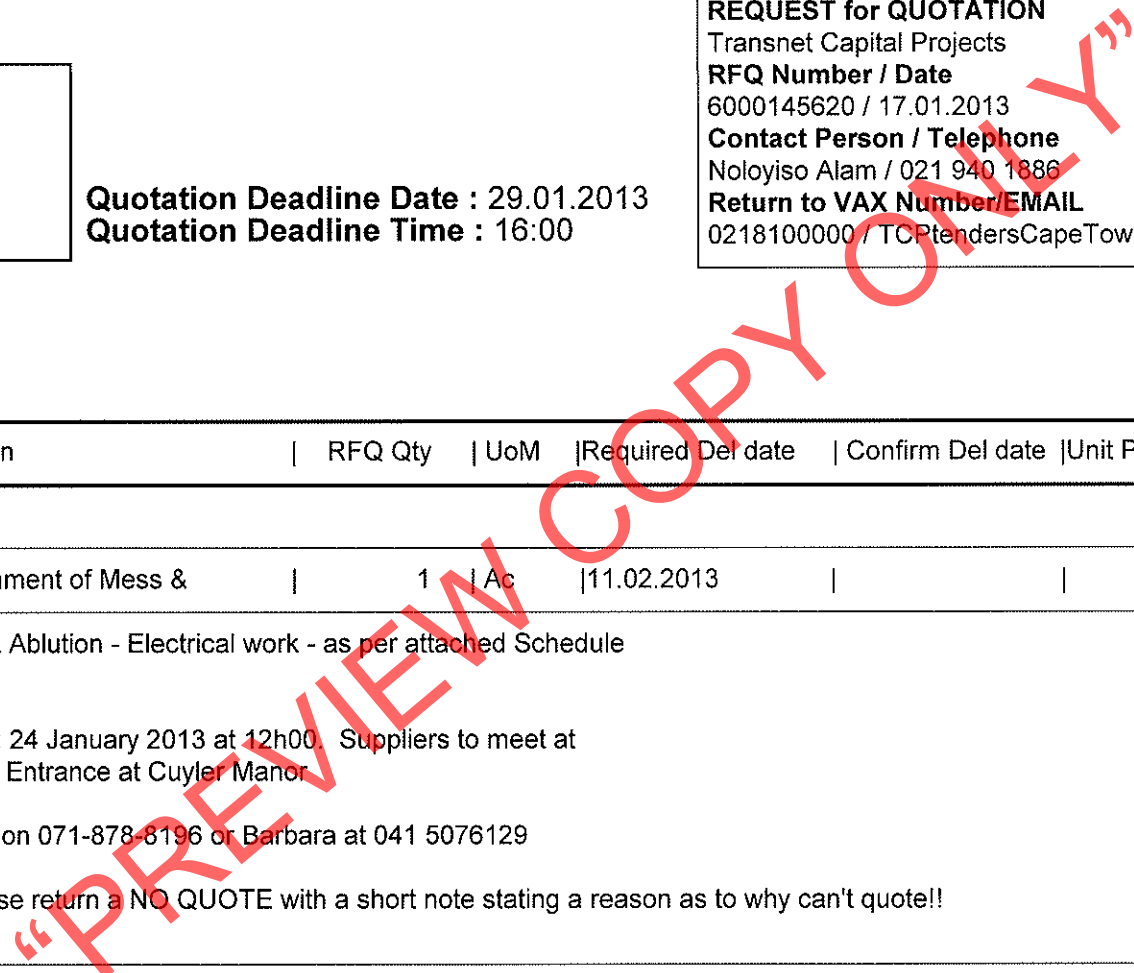 REQUEST for QUOTATION
Transnet Capital Projects
RFQ Number / Date
6000145620 / 17.01.2013
Contact Person / Telephone
Noloyiso Alam / 021 940 1886
Return to VAX Number/EMAIL
0218100000 / TCPtendersCapeTow
Quotation Deadline Date : 29.01.2013
Quotation Deadline Time : 16:00
n | RFQ Qty | UoM |Required Del date | Confirm Del date |Unit P
ment of Mess & | 1 | Ac |11.02.2013 | |
Ablution - Electrical work - as per attached Schedule
24 January 2013 at 12h00. Suppliers to meet at
Entrance at Cuyler Manor
on 071-878-8196 or Barbara at 041 5076129
se return a NO QUOTE with a short note stating a reason as to why can't quote!!
“PREVIEW COPY ONLY”